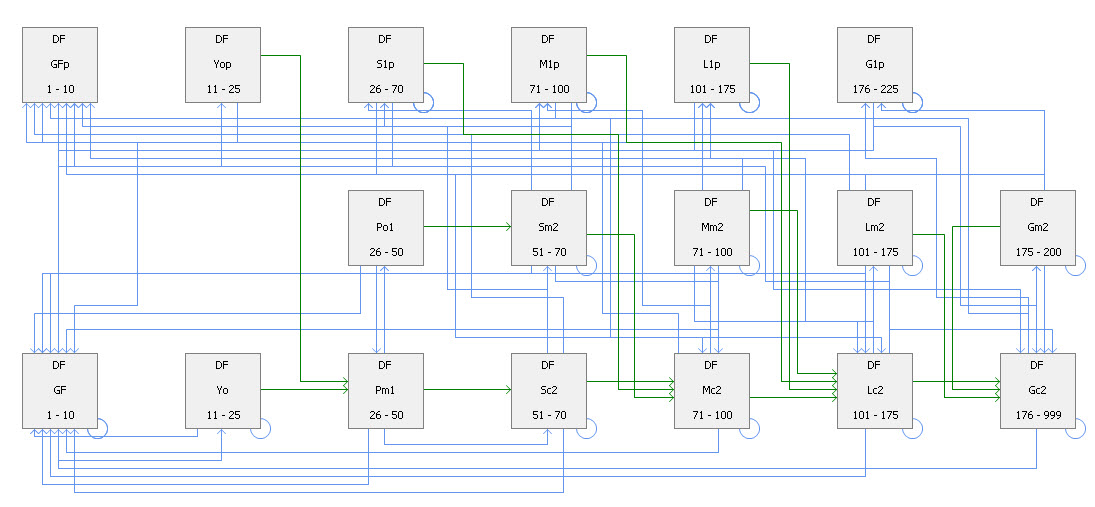 DF
GFp
1 - 10
DF
Yop
11 - 25
DF
S1p
26 - 70
DF
M1p
71 - 100
DF
L1p
101 - 175
DF
G1p
176 - 225
DF
Po1
26 - 50
DF
Sm2
51 - 70
DF
Mm2
71 - 100
DF
Lm2
101 - 175
DF
Gm2
175 - 200
DF
GF
1 - 10
DF
Yo
11 - 25
DF
Pm1
26 - 50
DF
Sc2
51 - 70
DF
Mc2
71 - 100
DF
Lc2
101 - 175
DF
Gc2
176 - 999